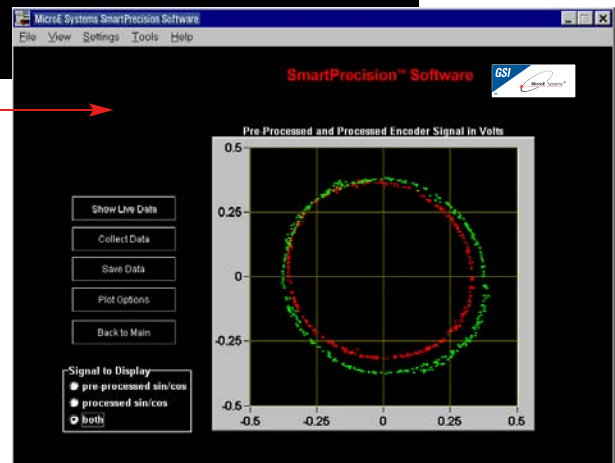 MicroE Systems SmartPrecision Software
File View Settings Tools Help
SmartPrecision™ Software
GSI
MicroE Systems
Pre-Processed and Processed Encoder Signal in Volts
0.5
0.25
0
-0.25
-0.5
-0.5 -0.25 0 0.25 0.5
Show Live Data
Collect Data
Save Data
Plot Options
Back to Main
Signal to Display
pre-processed sin/cos
processed sin/cos
both